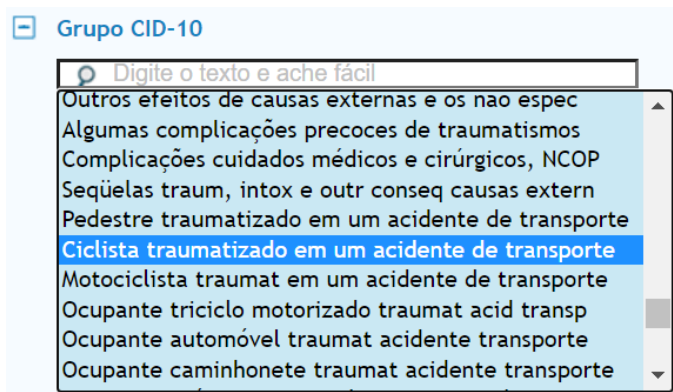 Grupo CID-10
Digite o texto e ache fácil
Outros efeitos de causas externas e os não espec
Algumas complicações precoces de traumatismos
Complicações cuidados médicos e cirúrgicos, NCOP
Seqüelas traum, intox e outr conseq causas extern
Pedestre traumatizado em um acidente de transporte
Ciclista traumatizado em um acidente de transporte
Motociclista traumat em um acidente de transporte
Ocupante triciclo motorizado traumat acid transp
Ocupante automóvel traumat acidente transporte
Ocupante caminhonete traumat acidente transporte